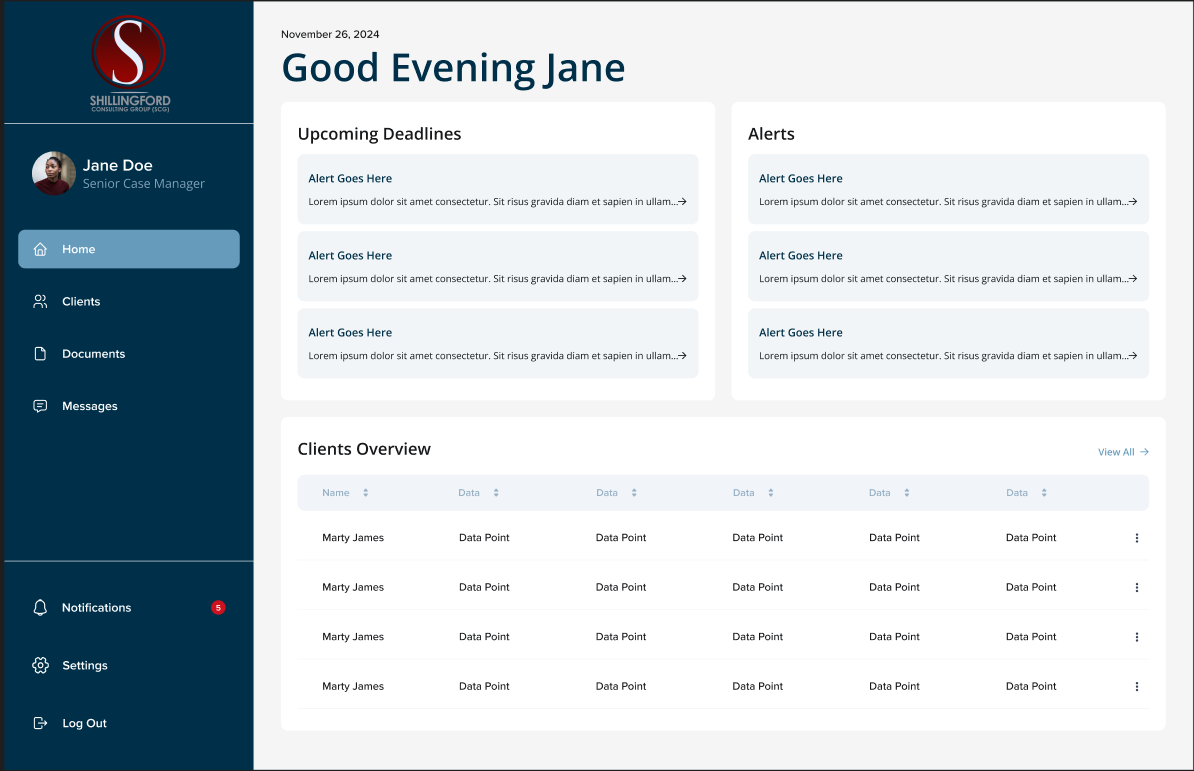 S
SHILLINGFORD
CONSULTING GROUP (SCG)
Jane Doe
Senior Case Manager
Home
Clients
Documents
Messages
Notifications 5
Settings
Log Out
November 26, 2024
Good Evening Jane
Upcoming Deadlines
Alert Goes Here
Lorem ipsum dolor sit amet consectetur. Sit risus gravida diam et sapien in ullam...
Alert Goes Here
Lorem ipsum dolor sit amet consectetur. Sit risus gravida diam et sapien in ullam...
Alert Goes Here
Lorem ipsum dolor sit amet consectetur. Sit risus gravida diam et sapien in ullam...
Alerts
Alert Goes Here
Lorem ipsum dolor sit amet consectetur. Sit risus gravida diam et sapien in ullam...
Alert Goes Here
Lorem ipsum dolor sit amet consectetur. Sit risus gravida diam et sapien in ullam...
Alert Goes Here
Lorem ipsum dolor sit amet consectetur. Sit risus gravida diam et sapien in ullam...
Clients Overview
View All
Name Data Data Data Data Data
Marty James Data Point Data Point Data Point Data Point Data Point
Marty James Data Point Data Point Data Point Data Point Data Point
Marty James Data Point Data Point Data Point Data Point Data Point
Marty James Data Point Data Point Data Point Data Point Data Point